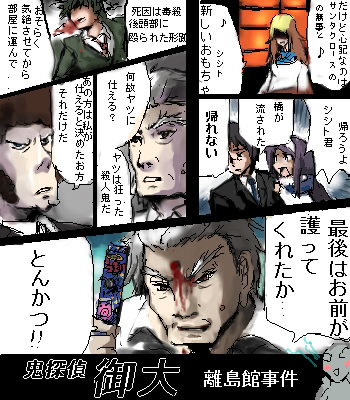 だけど心配なのは
サンタクロースの
無事と♪
♪
シシト
新しいおもちゃ
死因は毒殺
後頭部に
殴られた形跡
おそらく
気絶させてから
部屋に運んで…
帰ろうよ
シシト君
橋が
流された
帰れない
何故ヤツに
仕える?
ヤツは狂った
殺人鬼だ
あの方は私が
仕えると決めたお方
それだけだ
最後はお前が
護って
くれたか…
とんかつ!!
鬼探偵 御大 離島館事件